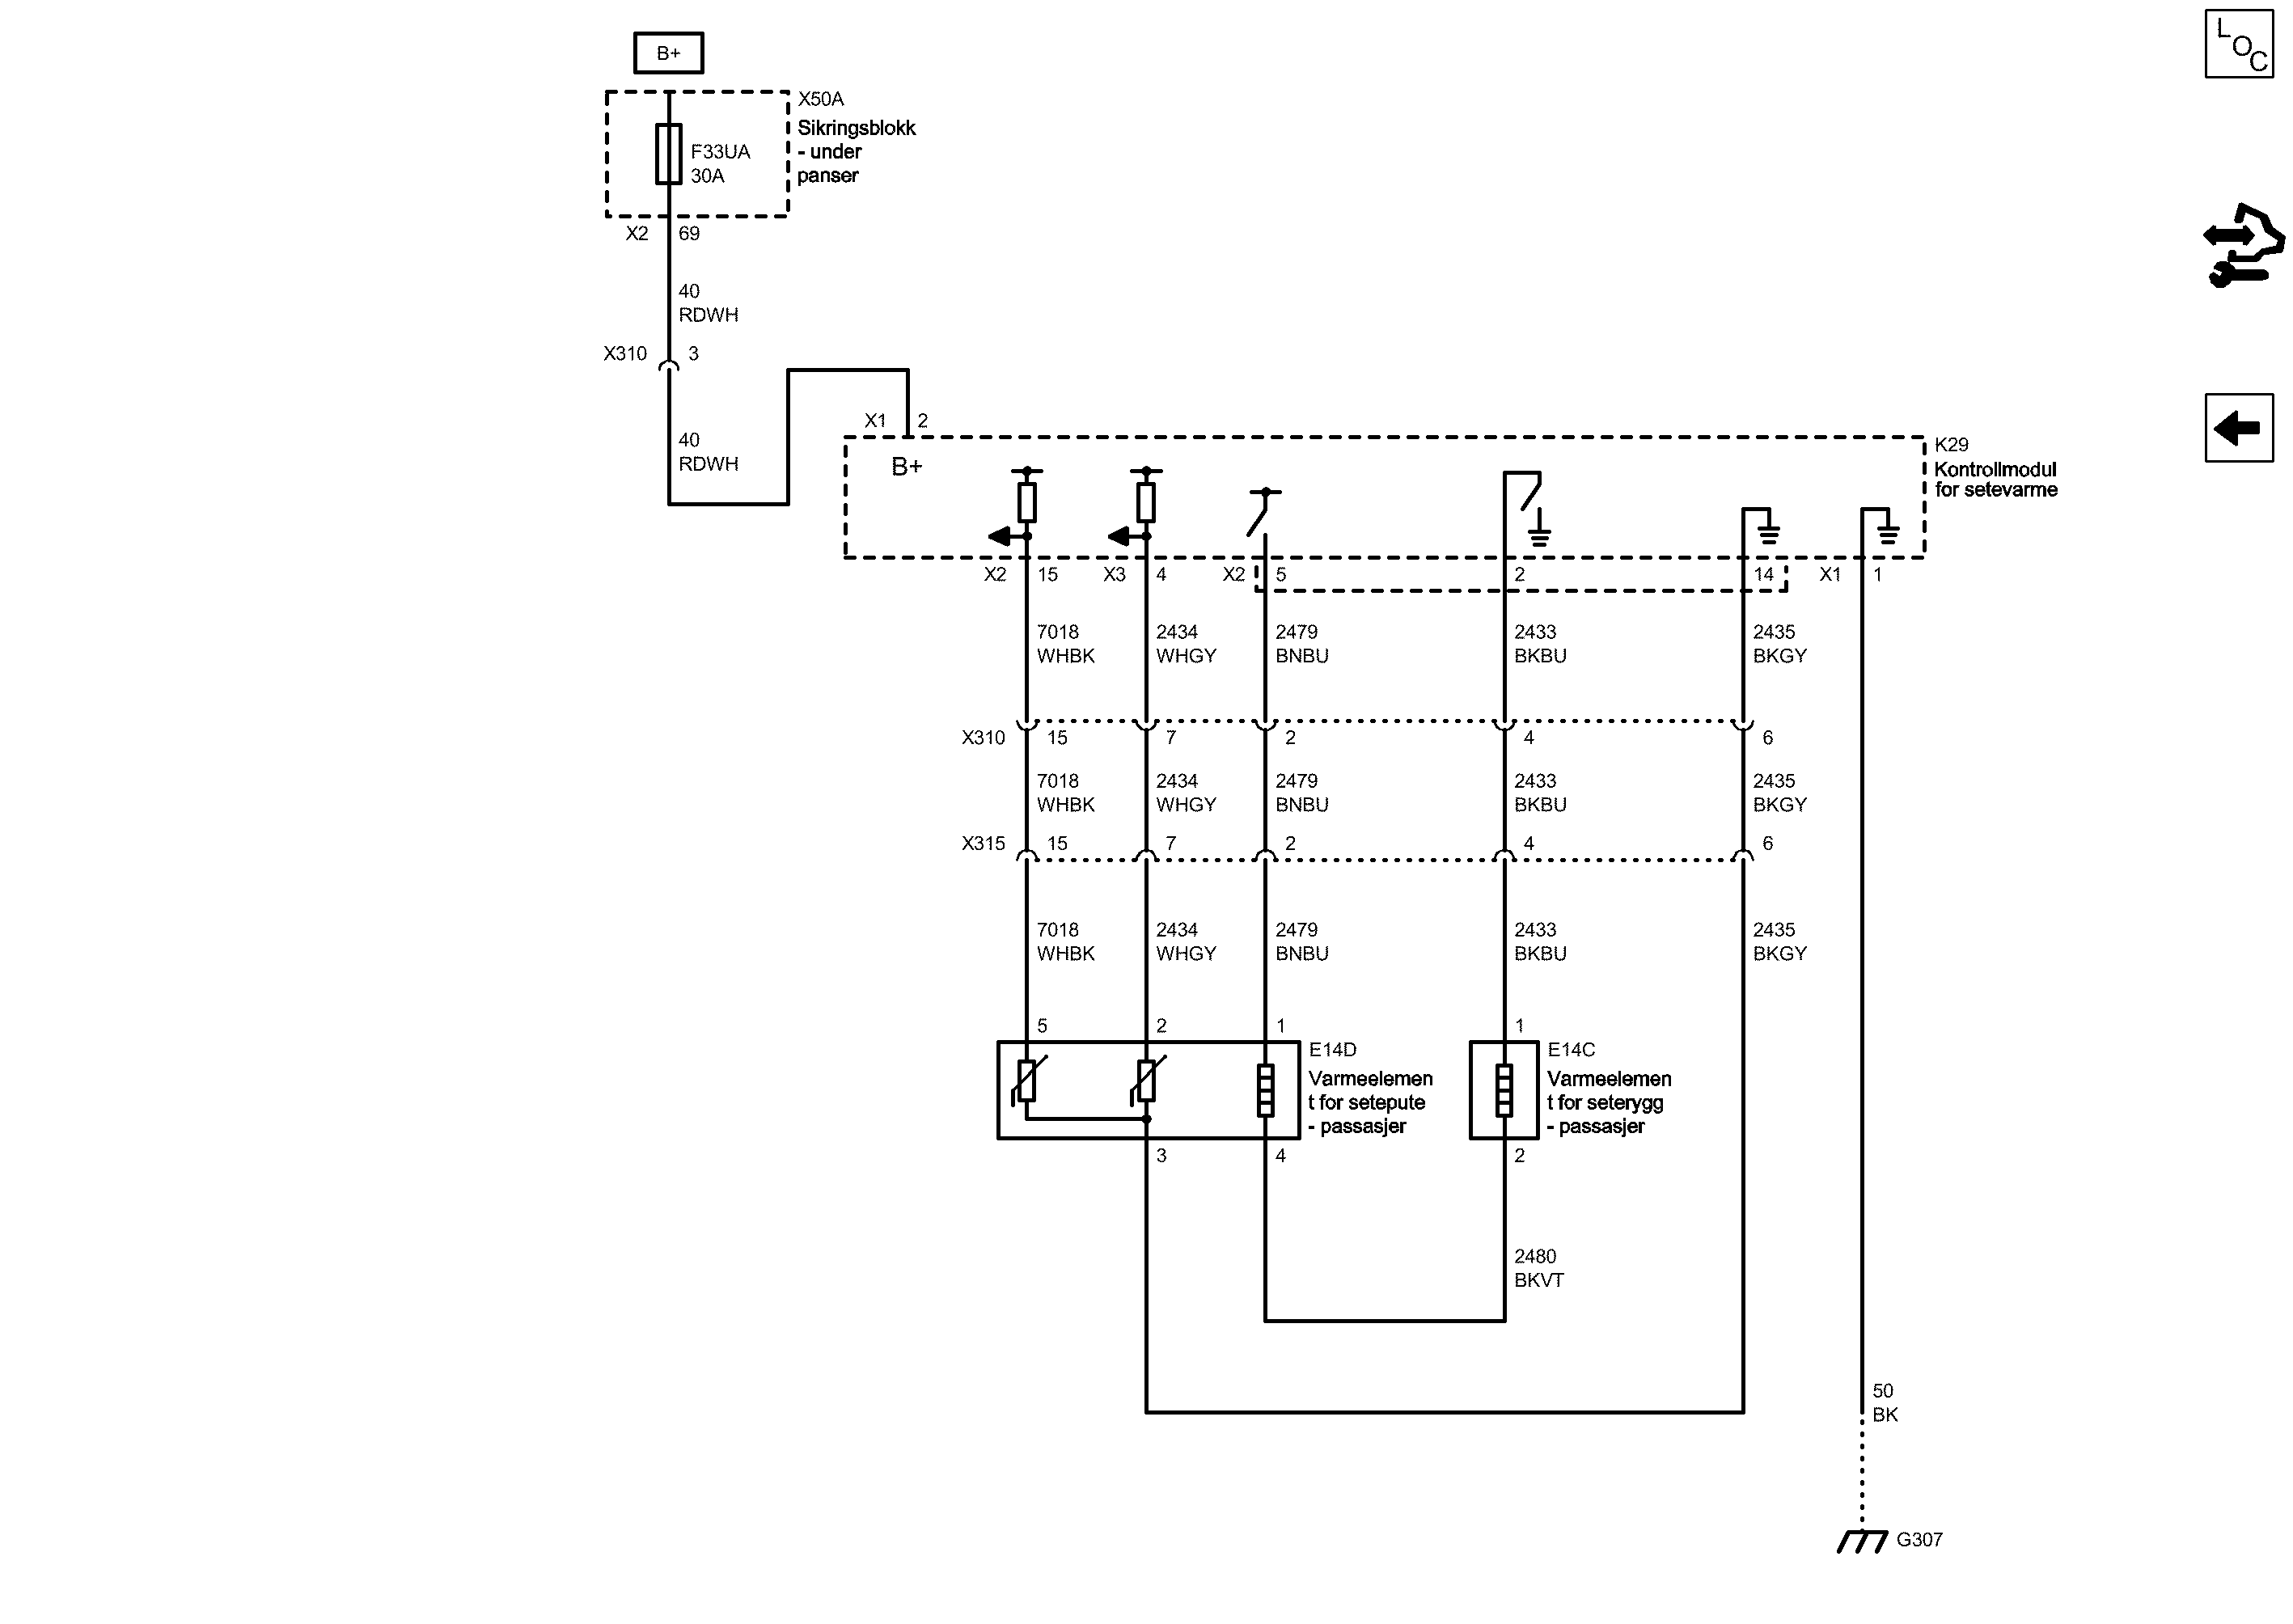 L
O
C
B+
X50A
Sikringsblokk
- under
panser
F33UA
30A
X2 69
40
RDWH
X310 3
40
RDWH
X1 2
B+
K29
Kontrollmodul
for setevarme
X2 15 X3 4 X2 5 2 14 X1 1
7018 2434 2479 2433 2435
WHBK WHGY BNBU BKBU BKGY
X310 15 7 2 4 6
7018 2434 2479 2433 2435
WHBK WHGY BNBU BKBU BKGY
X315 15 7 2 4 6
7018 2434 2479 2433 2435
WHBK WHGY BNBU BKBU BKGY
5 2 1 1
E14D
Varmeelemen
t for setepute
- passasjer
E14C
Varmeelemen
t for seterygg
- passasjer
3 4 2
2480
BKVT
50
BK
G307